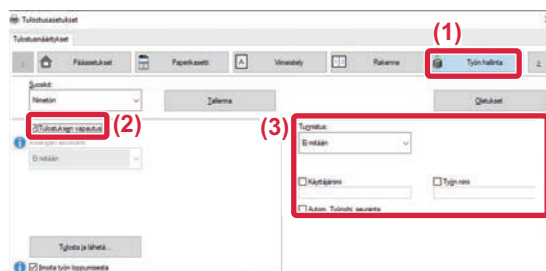 Tulostusasetukset
Tulostusmääritykset
(1)
Pääasetukset
Paperikasetti
Viimeistely
Rakenne
Työn hallinta
Suosikit:
Nimetön
Tallenna
Oletukset
Tulostuksen vapautus
(2)
(3)
Ei mitään
Tunnistus:
Ei mitään
Käyttäjänimi
Työn nimi
Autom. Työnohj. seuranta
Tulosta ja lähetä...
Ilmoita työn loppumisesta